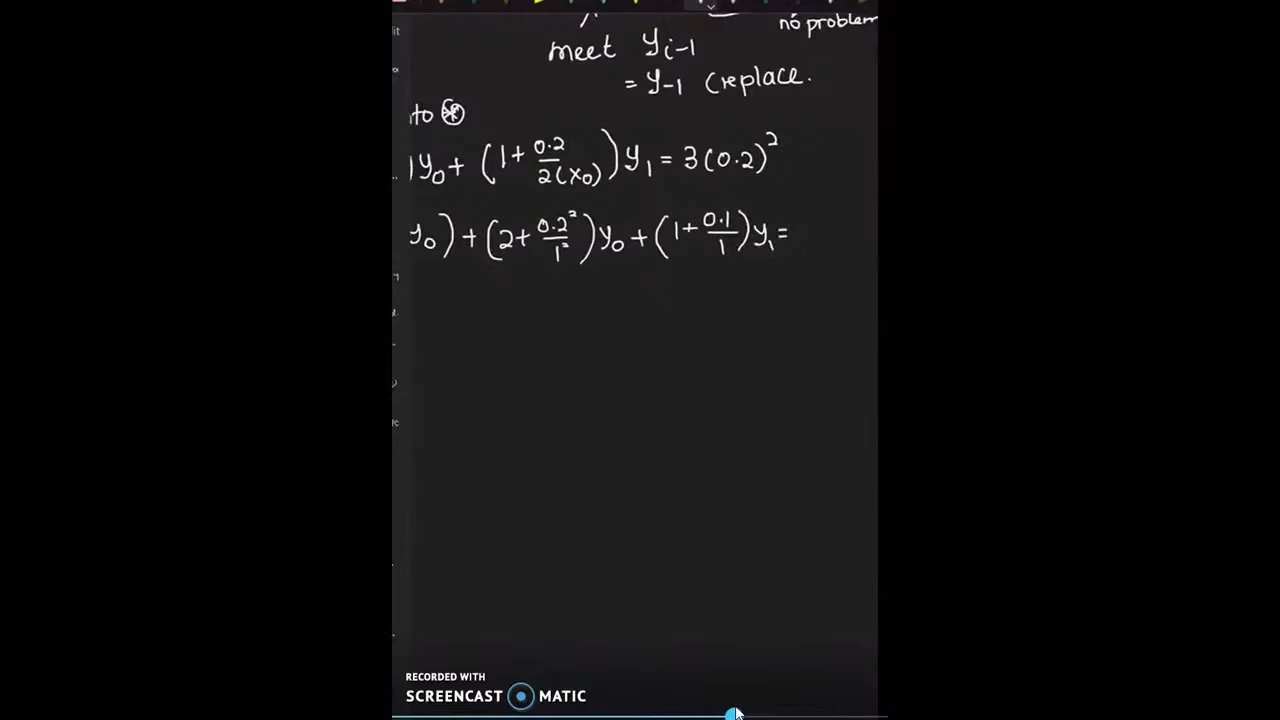 no problem
meet y_{i-1}
= y_{-1} (replace.
nto ⊛
1y_0 + (1 + 0.2/2(x_0)) y_1 = 3(0.2)^2
y_0) + (2 + 0.2^2/1^2) y_0 + (1 + 0.1/1) y_1 =
RECORDED WITH
SCREENCAST MATIC